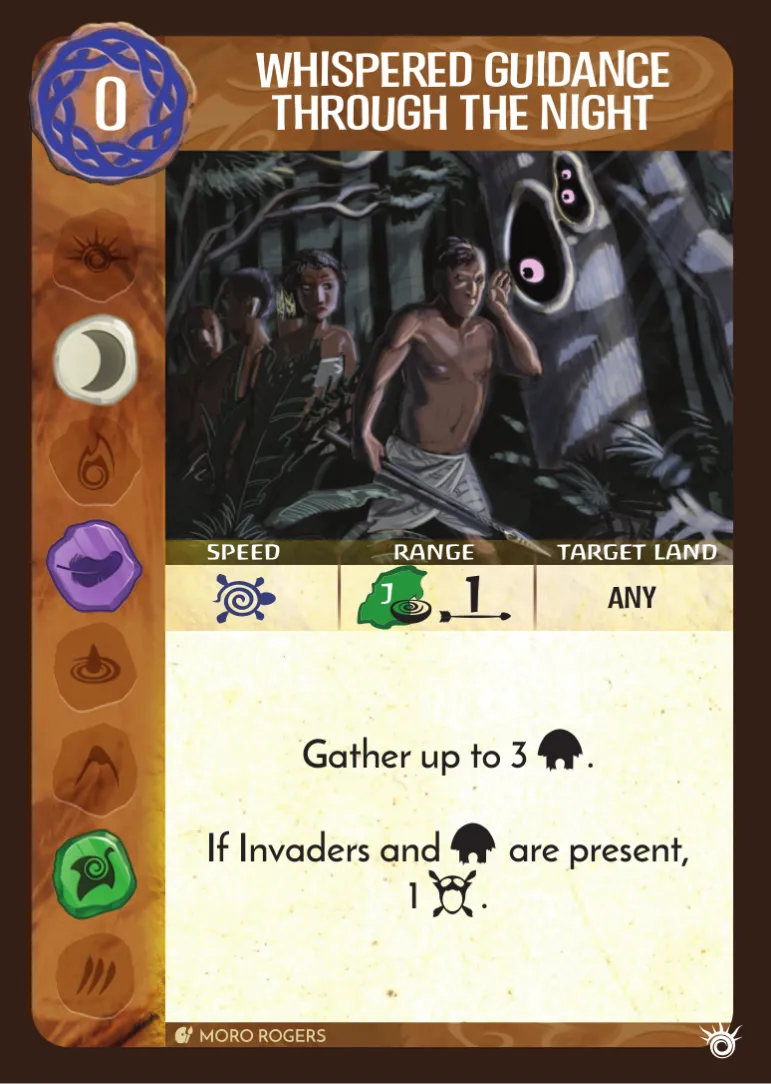 0
WHISPERED GUIDANCE
THROUGH THE NIGHT
SPEED RANGE TARGET LAND
J 1 ANY
Gather up to 3 .
If Invaders and are present,
1 .
MORO ROGERS